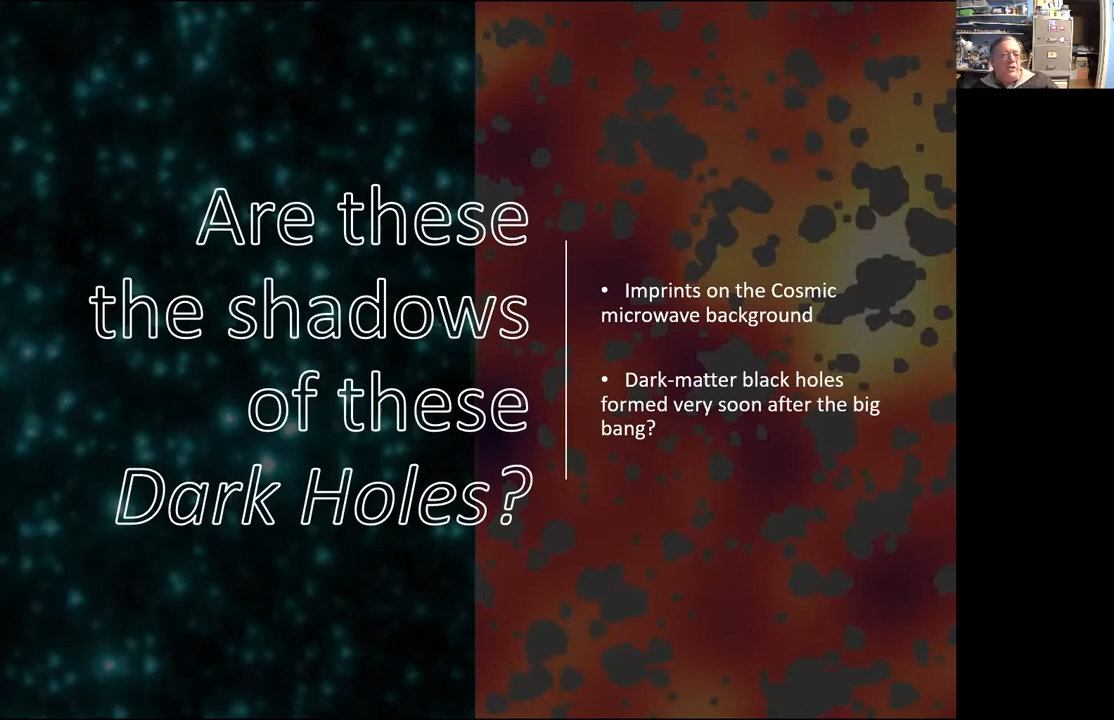 Are these
the shadows
of these
Dark Holes?
• Imprints on the Cosmic
microwave background
• Dark-matter black holes
formed very soon after the big
bang?